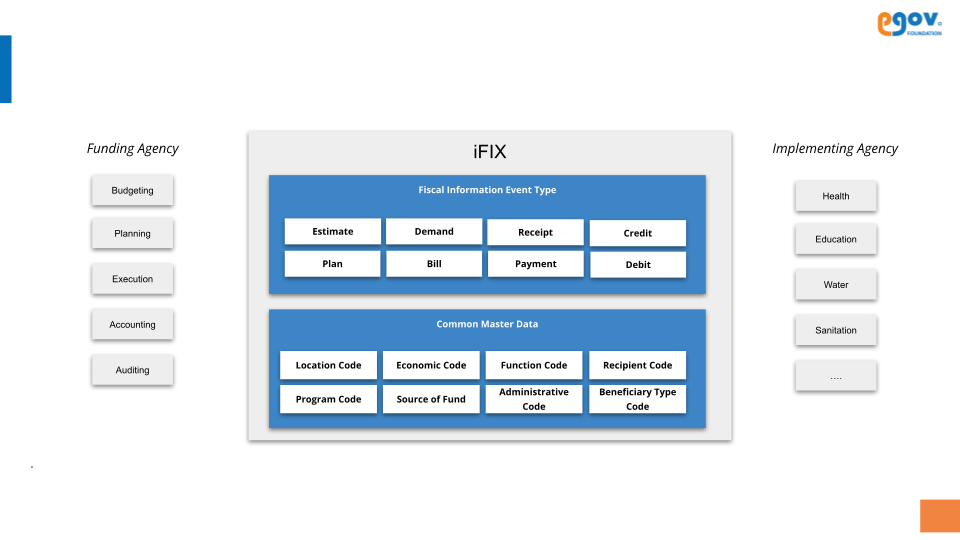 egov.
FOUNDATION
Funding Agency
Budgeting
Planning
Execution
Accounting
Auditing
iFIX
Fiscal Information Event Type
Estimate
Demand
Receipt
Credit
Plan
Bill
Payment
Debit
Common Master Data
Location Code
Economic Code
Function Code
Recipient Code
Program Code
Source of Fund
Administrative
Code
Beneficiary Type
Code
Implementing Agency
Health
Education
Water
Sanitation
....
.